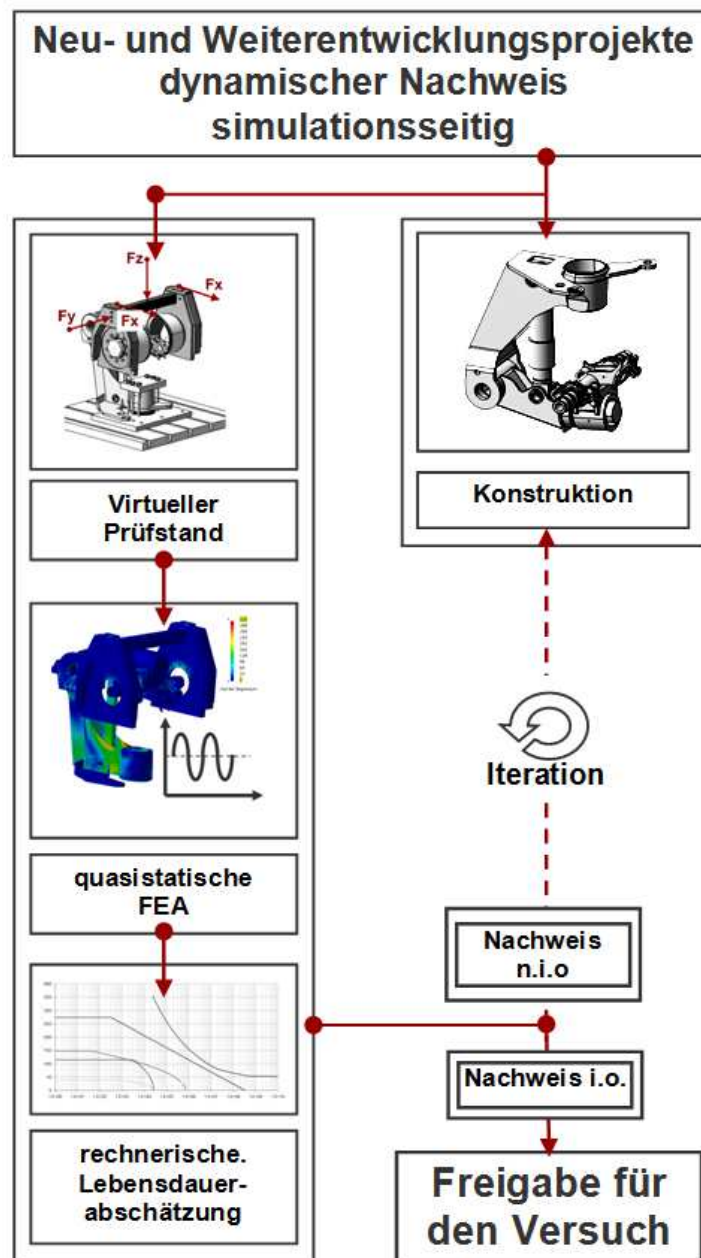 Neu- und Weiterentwicklungsprojekte
dynamischer Nachweis
simulationsseitig
Fz
Fx
Fy
Fx
Virtueller
Prüfstand
Konstruktion
quasistatische
FEA
Iteration
Nachweis
n.i.o
Nachweis i.o.
rechnerische.
Lebensdauer-
abschätzung
Freigabe für
den Versuch